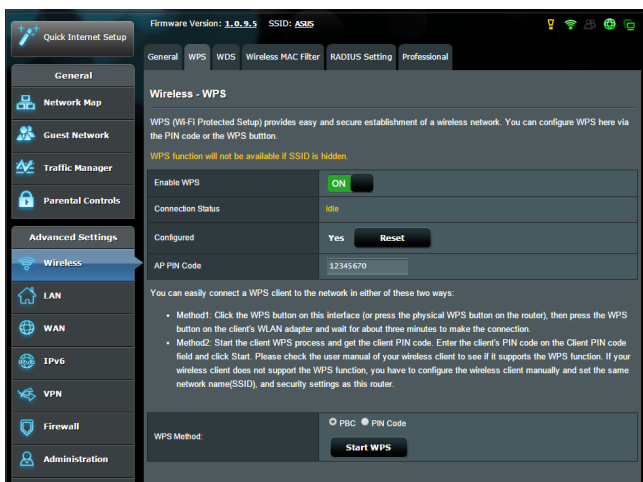 Firmware Version: 1.0.9.5 SSID: ASUS
Quick Internet Setup
General WPS WDS Wireless MAC Filter RADIUS Setting Professional
General
Network Map
Guest Network
Traffic Manager
Parental Controls
Advanced Settings
Wireless
LAN
WAN
IPv6
VPN
Firewall
Administration
Wireless - WPS
WPS (Wi-Fi Protected Setup) provides easy and secure establishment of a wireless network. You can configure WPS here via
the PIN code or the WPS buttton.
WPS function will not be available if SSID is hidden.
Enable WPS ON
Connection Status Idle
Configured Yes Reset
AP PIN Code 12345670
You can easily connect a WPS client to the network in either of these two ways:
• Method1: Click the WPS button on this interface (or press the physical WPS button on the router), then press the WPS
button on the client's WLAN adapter and wait for about three minutes to make the connection.
• Method2: Start the client WPS process and get the client PIN code. Enter the client's PIN code on the Client PIN code
field and click Start. Please check the user manual of your wireless client to see if it supports the WPS function. If your
wireless client does not support the WPS function, you have to configure the wireless client manually and set the same
network name(SSID), and security settings as this router.
WPS Method: PBC PIN Code
Start WPS